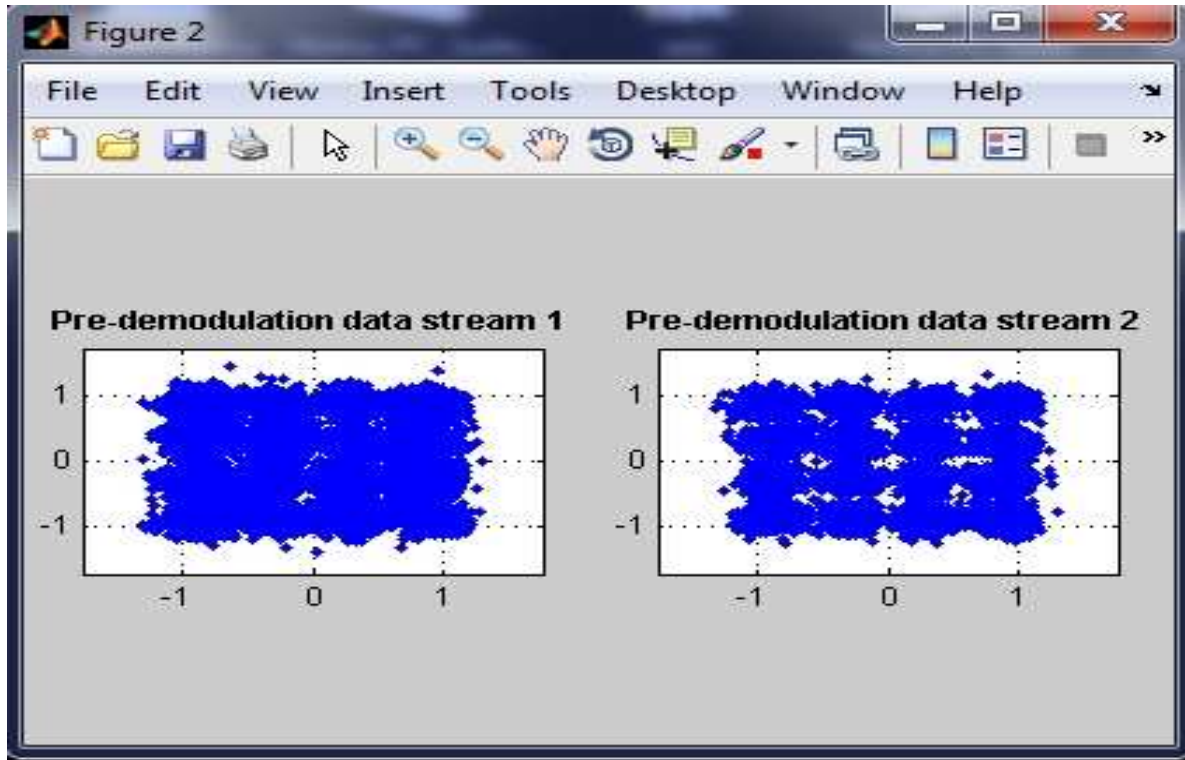 Figure 2
File Edit View Insert Tools Desktop Window Help
Pre-demodulation data stream 1
1
0
-1
-1 0 1
Pre-demodulation data stream 2
1
0
-1
-1 0 1